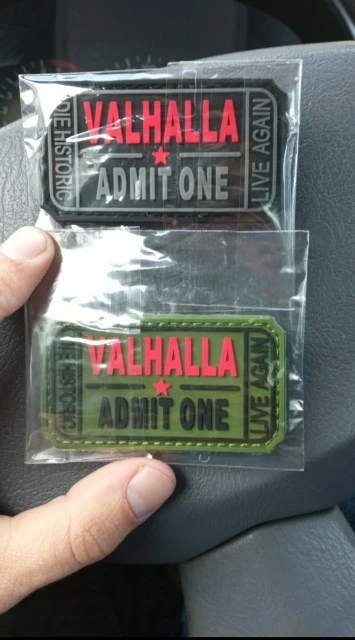 DIE HISTORIC
VALHALLA
ADMIT ONE
LIVE AGAIN
DIE HISTORIC
VALHALLA
ADMIT ONE
LIVE AGAIN